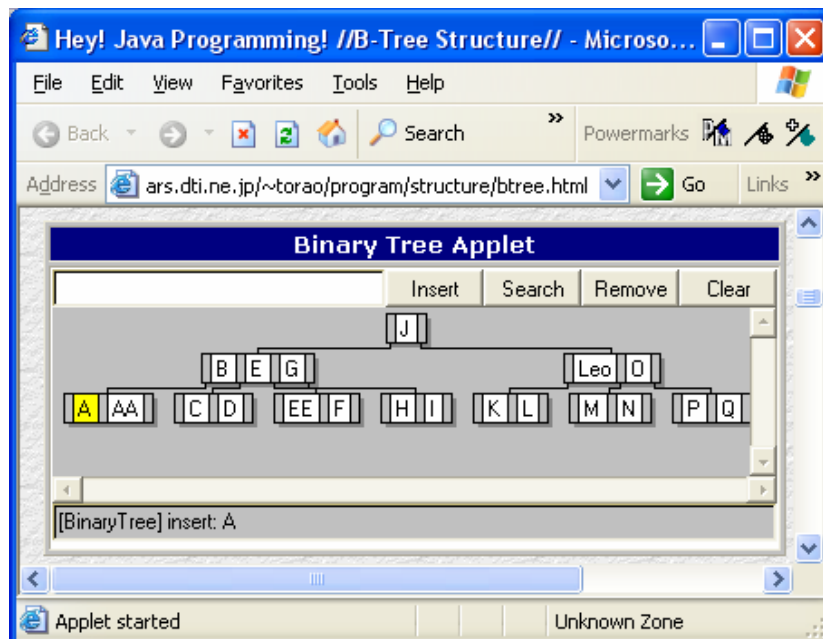 Hey! Java Programming! //B-Tree Structure// - Microso...
File Edit View Favorites Tools Help
Back Search » Powermarks
Address ars.dti.ne.jp/~torao/program/structure/btree.html Go Links »
Binary Tree Applet
Insert Search Remove Clear
J
B E G Leo O
A AA C D EE F H I K L M N P Q
[BinaryTree] insert: A
Applet started Unknown Zone